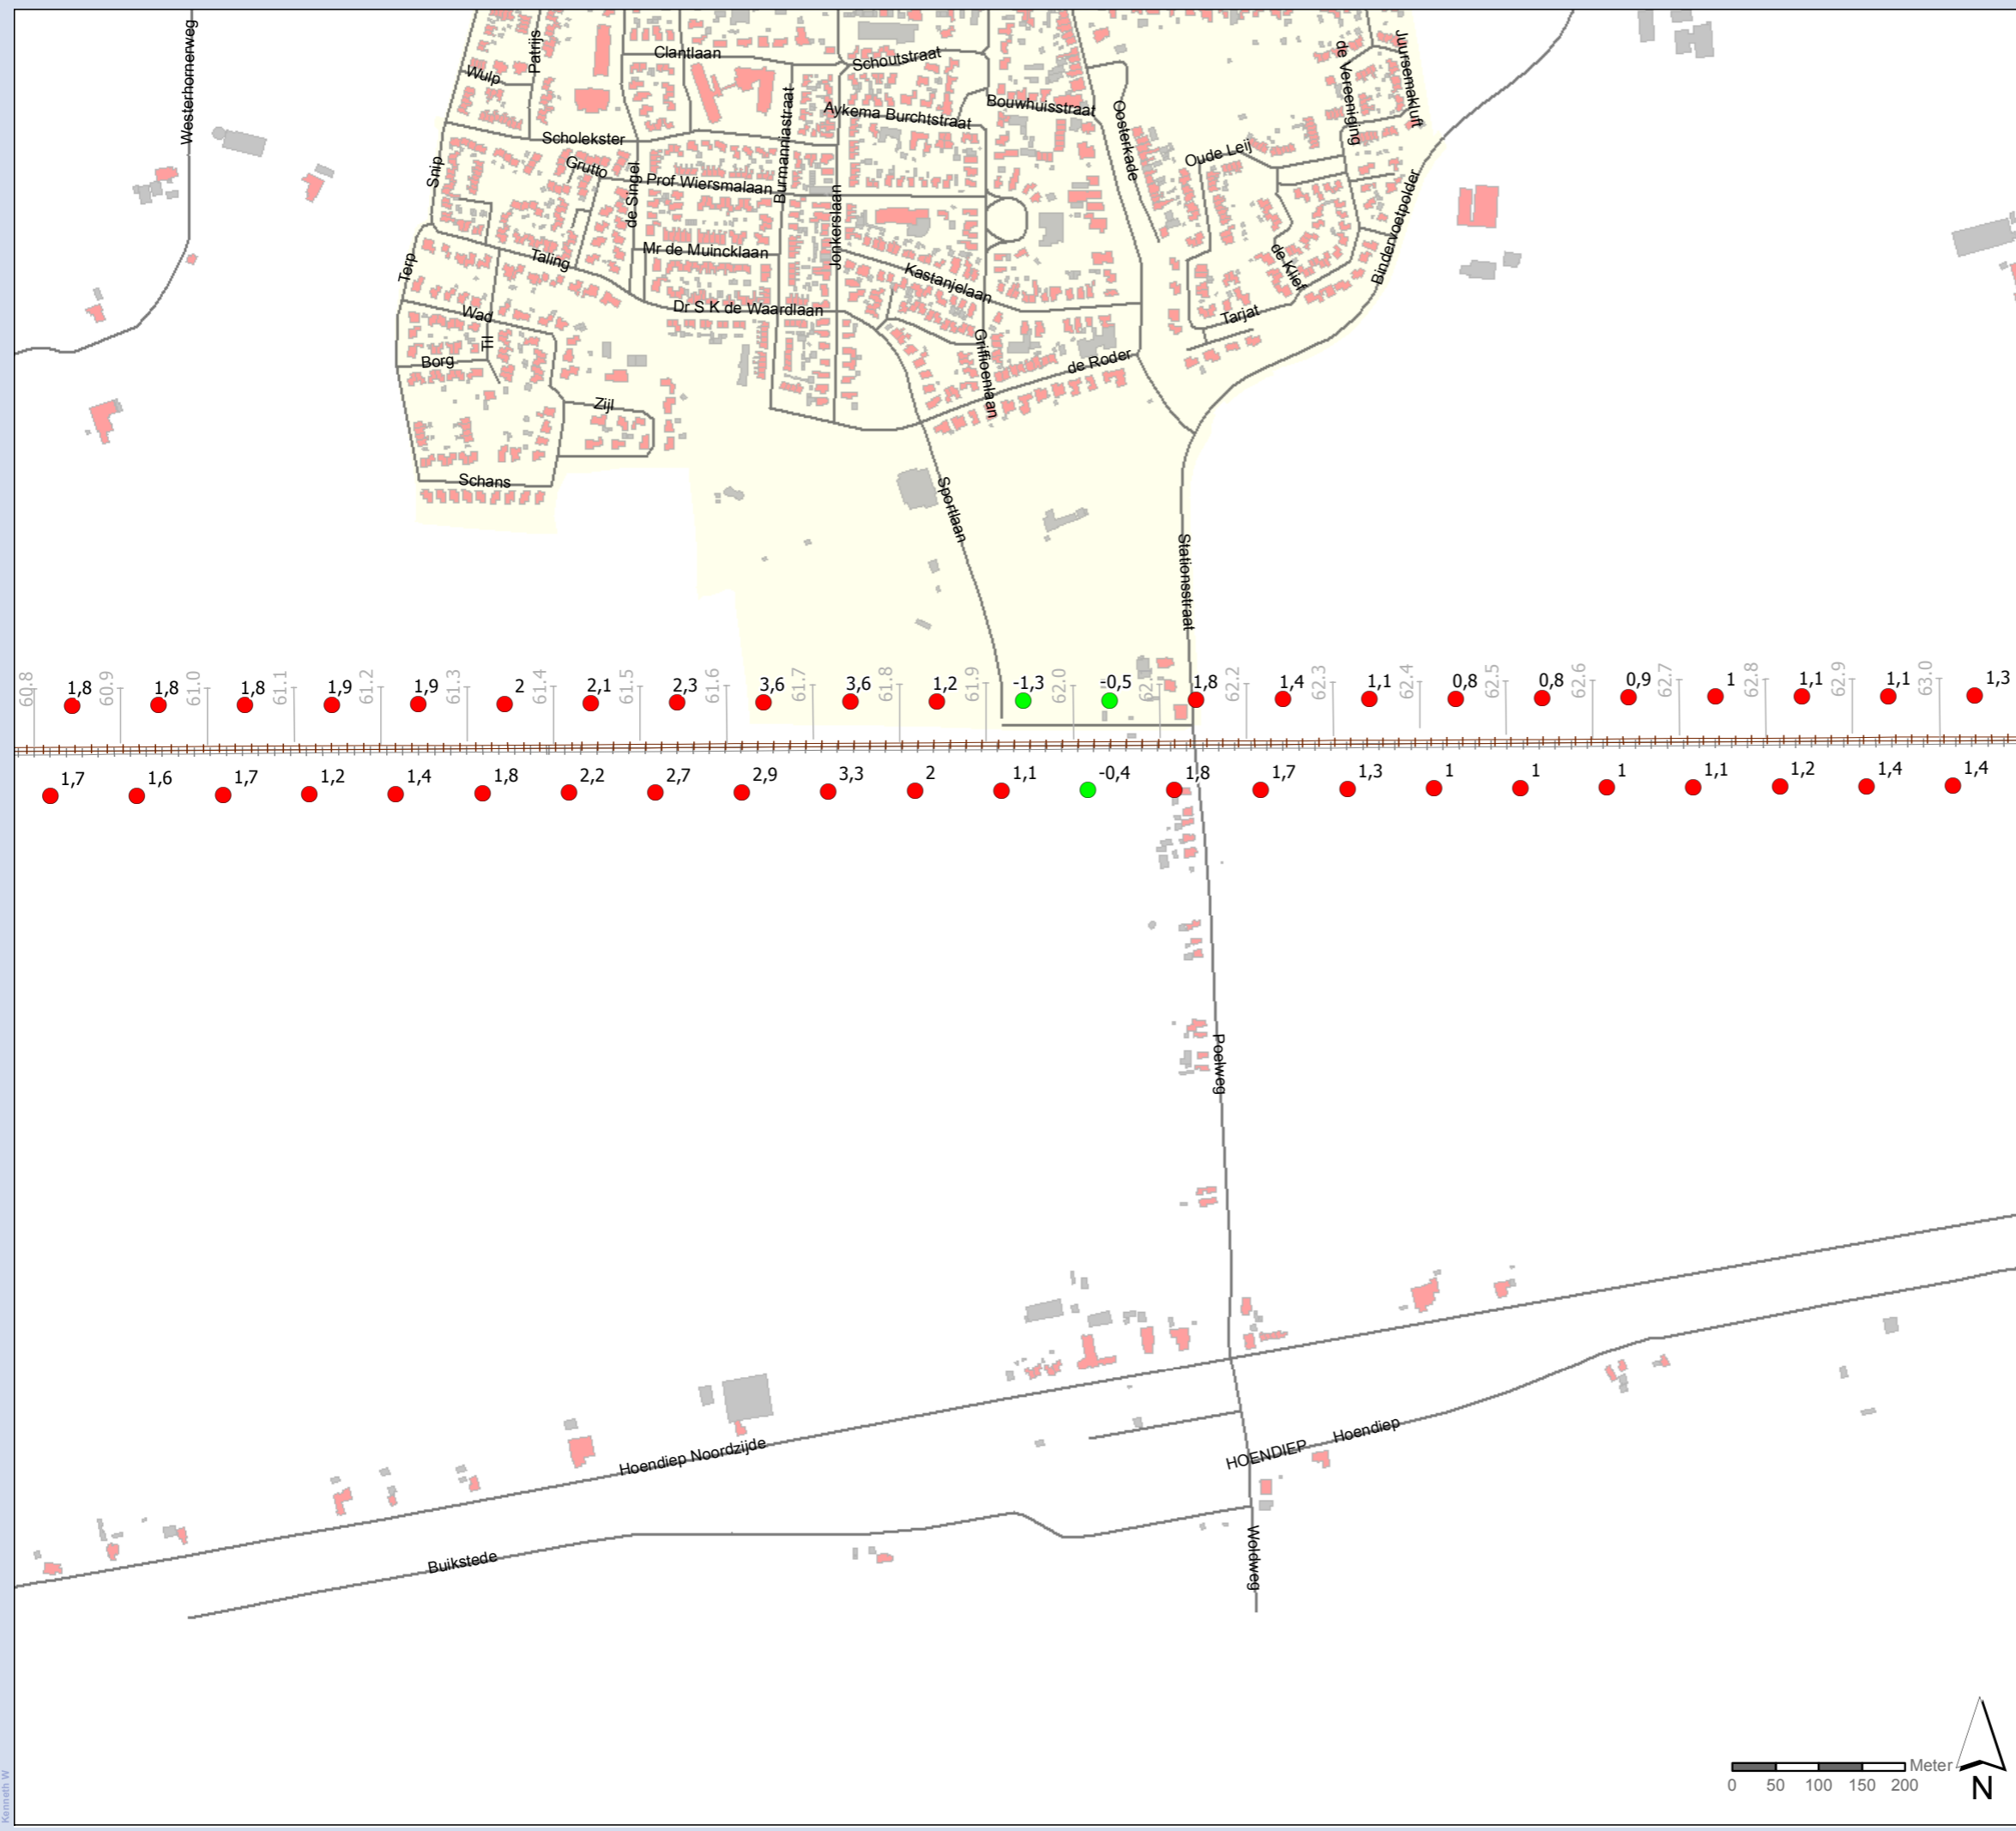 Westerhornerweg
Patrijs
Clantlaan
Schoutstraat
de Vereeniging
Juursemakluft
Wulp
Burmanniastraat
Aykema Burchtstraat
Bouwhuisstraat
Oosterkade
Scholekster
Snip
Grutto
de Singel
Prof Wiersmalaan
Jonkerslaan
Oude Leij
Bindervoetpolder
Mr de Muincklaan
Terp
Taling
Kastanjelaan
de Klief
Wad
Dr S K de Waardlaan
Tarjat
Til
Borg
Griffioenlaan
de Roder
Zijl
Schans
Sportlaan
Stationsstraat
60.8 60.9 61.0 61.1 61.2 61.3 61.4 61.5 61.6 61.7 61.8 61.9 62.0 62.1 62.2 62.3 62.4 62.5 62.6 62.7 62.8 62.9 63.0
1,8 1,8 1,8 1,9 1,9 2 2,1 2,3 3,6 3,6 1,2 -1,3 -0,5 1,8 1,4 1,1 0,8 0,8 0,9 1 1,1 1,1 1,3
1,7 1,6 1,7 1,2 1,4 1,8 2,2 2,7 2,9 3,3 2 1,1 -0,4 1,8 1,7 1,3 1 1 1 1,1 1,2 1,4 1,4
Poelweg
Hoendiep Noordzijde
HOENDIEP
Hoendiep
Buikstede
Woldweg
Meter
0 50 100 150 200
N
Kenneth W